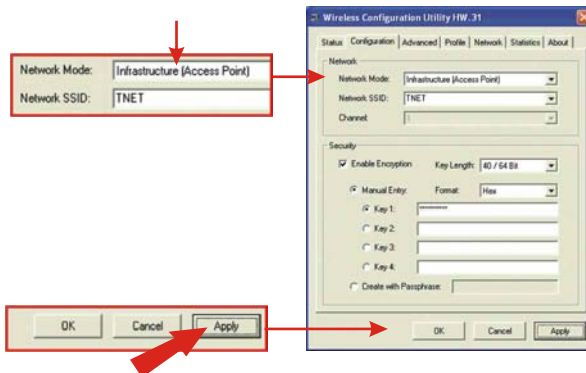 Network Mode: Infrastructure (Access Point)
Network SSID: TNET
OK Cancel Apply
Wireless Configuration Utility HW.31
Status Configuration Advanced Profile Network Statistics About
Network
Network Mode: Infrastructure (Access Point)
Network SSID: TNET
Channel: 1
Security
Enable Encryption Key Length: 40 / 64 Bit
Manual Entry: Format: Hex
Key 1: **********
Key 2:
Key 3:
Key 4:
Create with Passphrase:
OK Cancel Apply